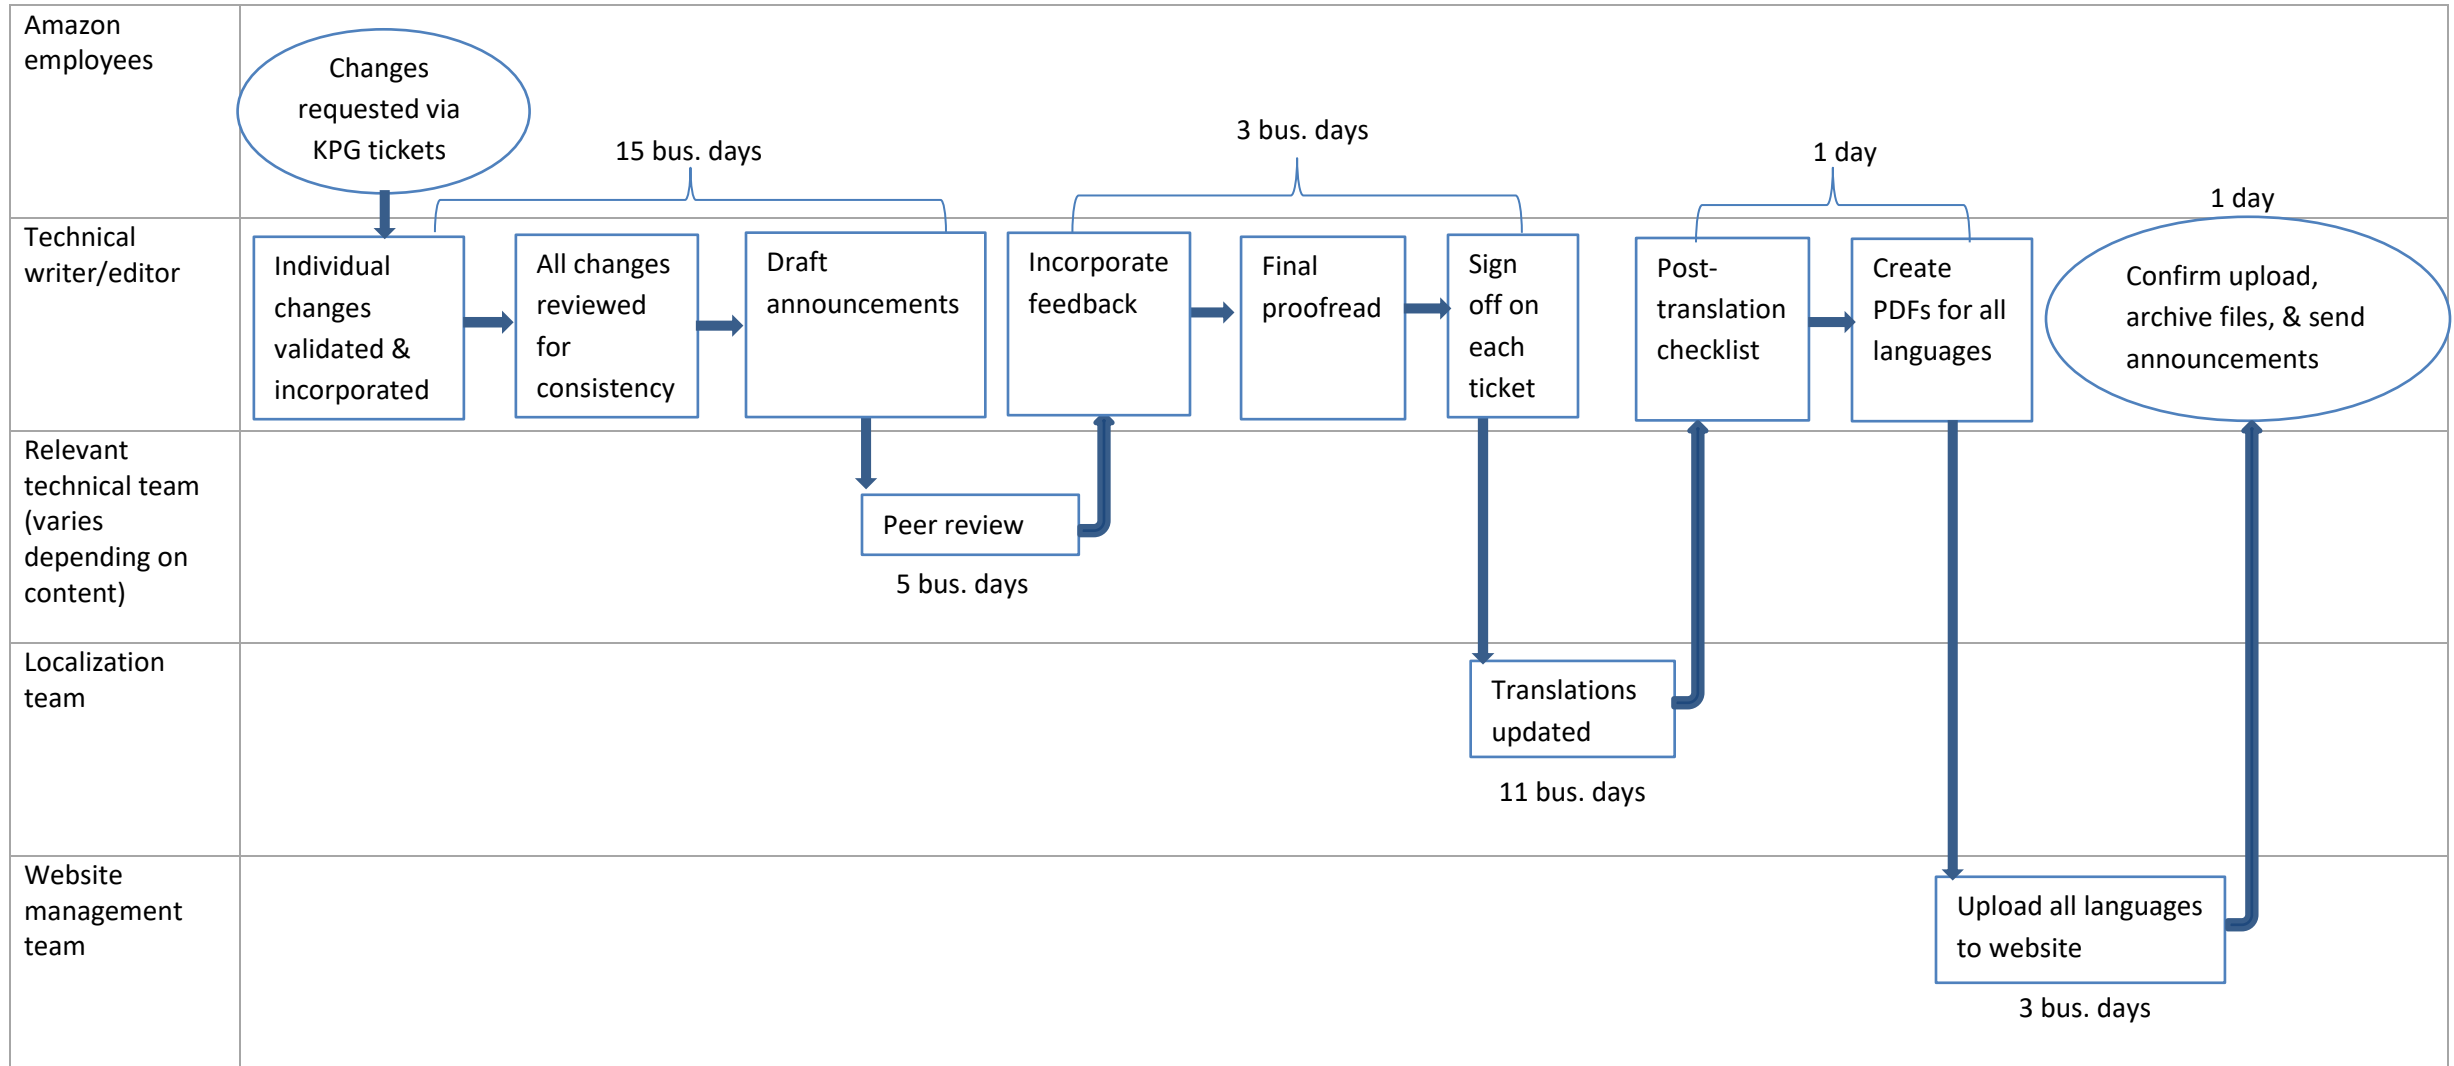 Amazon
employees
Changes
requested via
KPG tickets
15 bus. days
3 bus. days
1 day
1 day
Technical
writer/editor
Individual
changes
validated &
incorporated
All changes
reviewed
for
consistency
Draft
announcements
Incorporate
feedback
Final
proofread
Sign
off on
each
ticket
Post-
translation
checklist
Create
PDFs for all
languages
Confirm upload,
archive files, & send
announcements
Relevant
technical team
(varies
depending on
content)
Peer review
5 bus. days
Localization
team
Translations
updated
11 bus. days
Website
management
team
Upload all languages
to website
3 bus. days